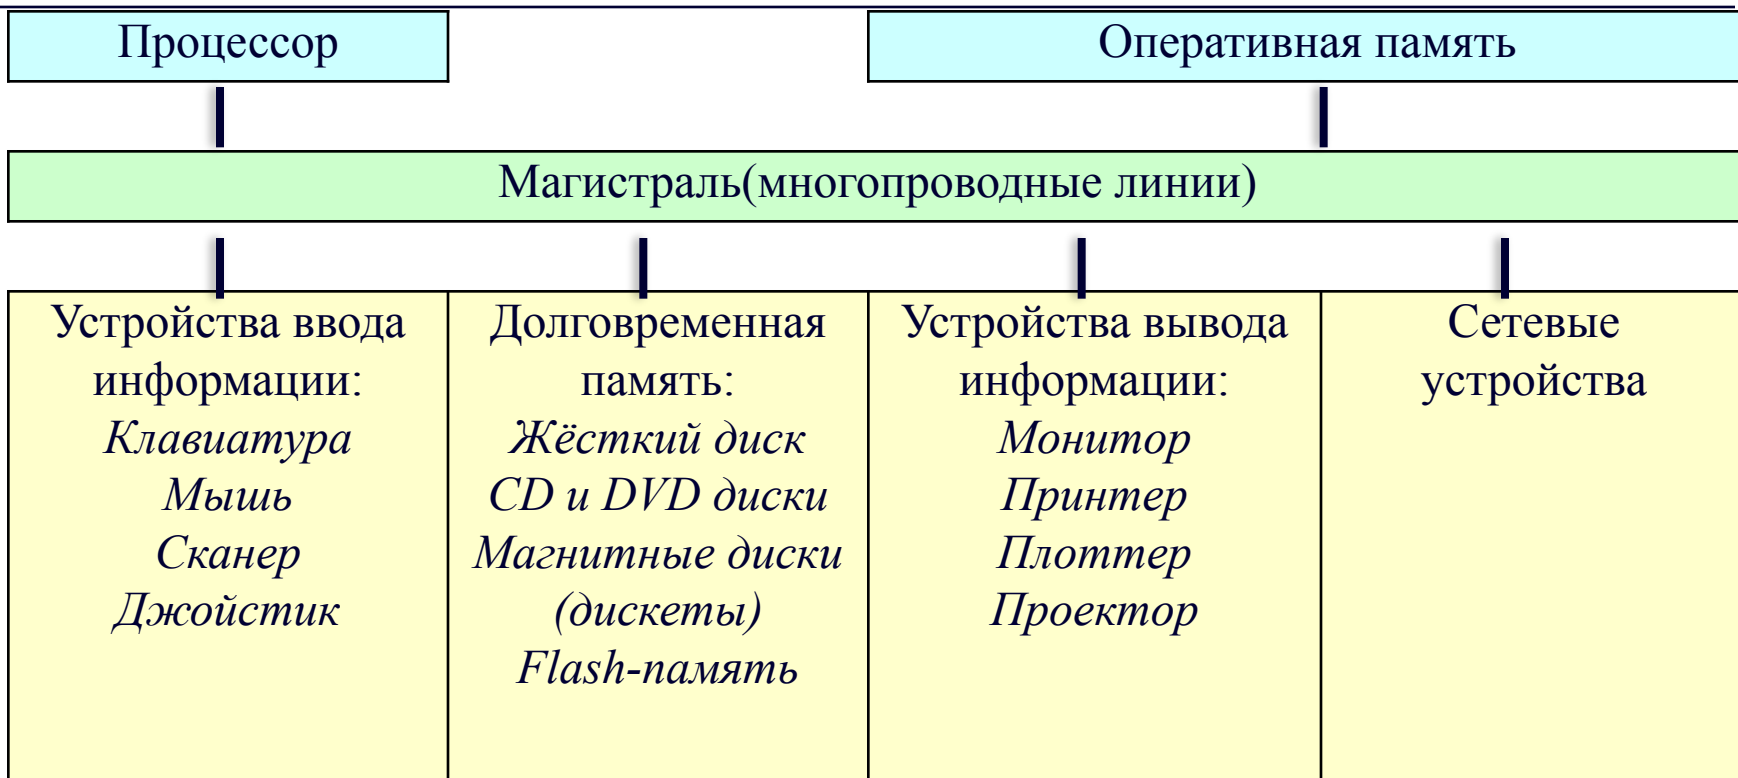 Процессор
Оперативная память
Магистраль(многопроводные линии)
Устройства ввода
информации:
Клавиатура
Мышь
Сканер
Джойстик
Долговременная
память:
Жёсткий диск
CD и DVD диски
Магнитные диски
(дискеты)
Flash-память
Устройства вывода
информации:
Монитор
Принтер
Плоттер
Проектор
Сетевые
устройства